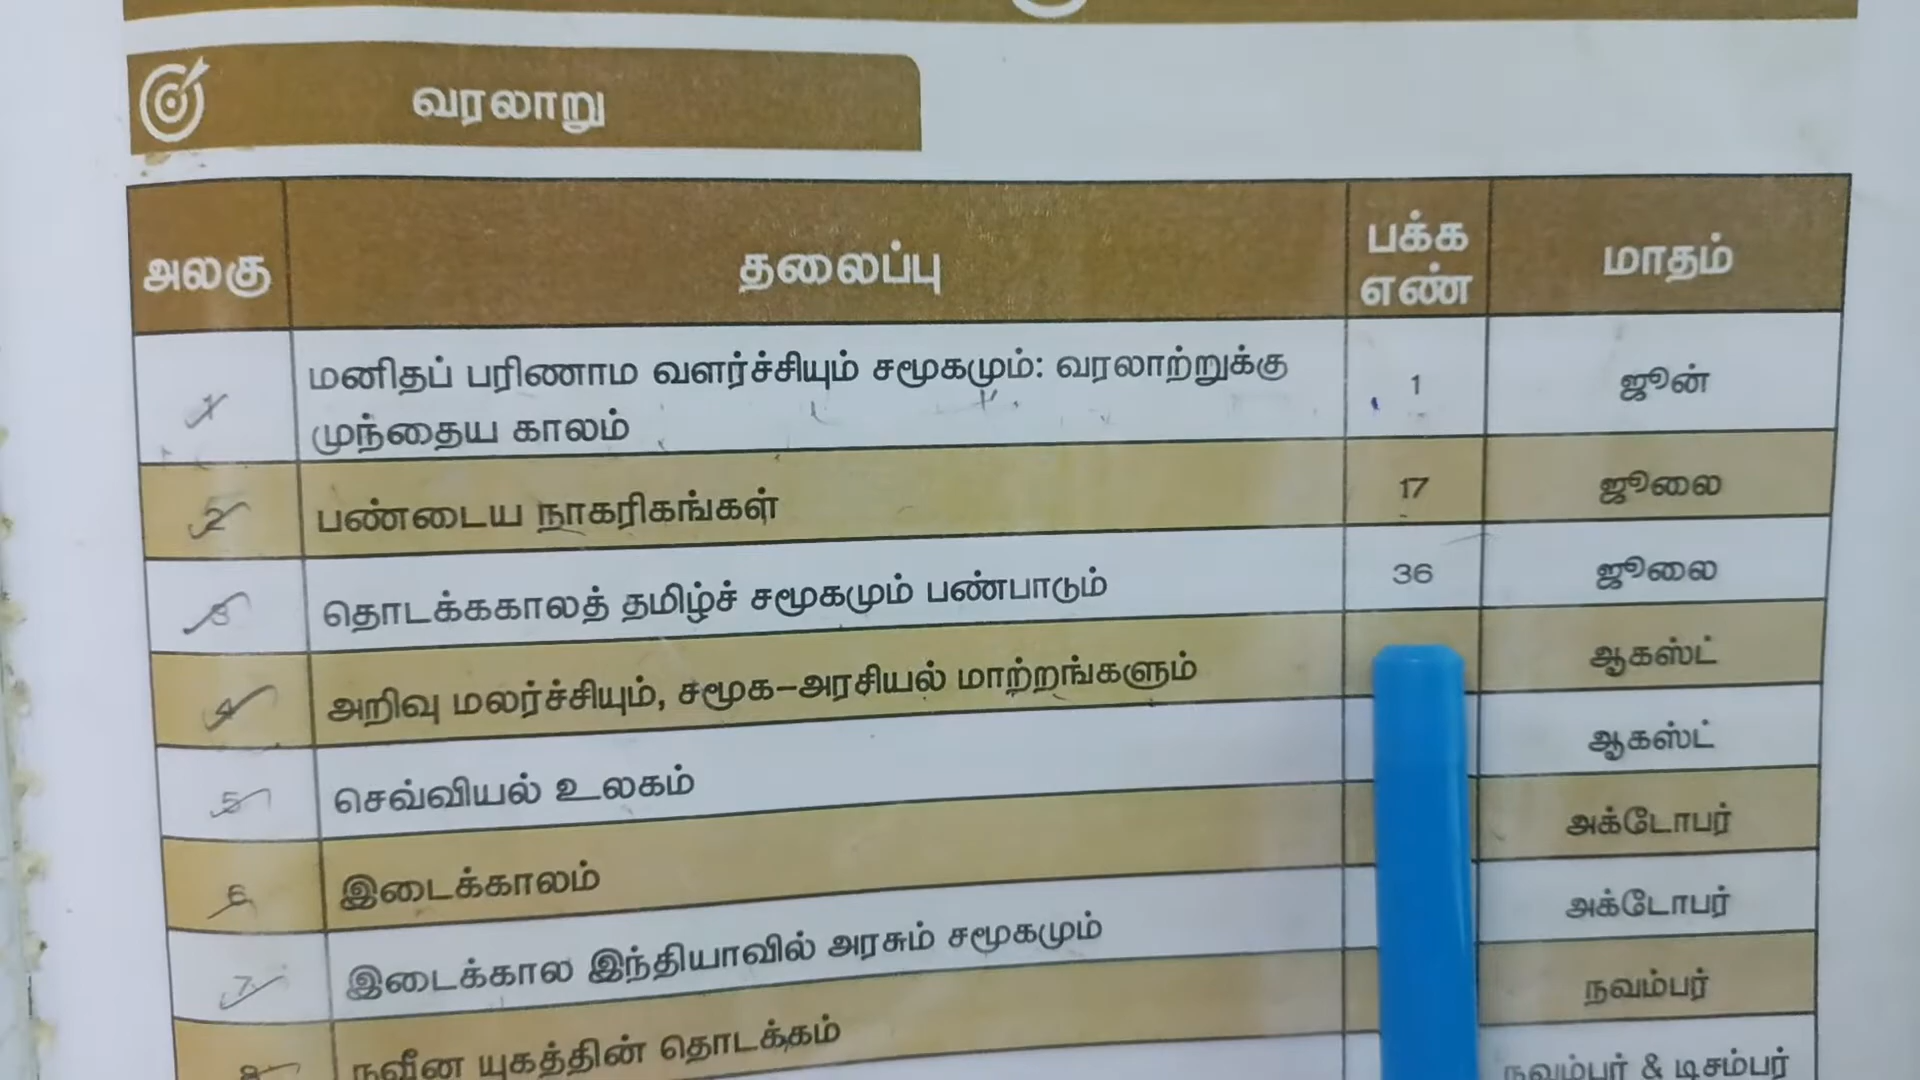 வரலாறு
அலகு தலைப்பு பக்க எண் மாதம்
1 மனிதப் பரிணாம வளர்ச்சியும் சமூகமும்: வரலாற்றுக்கு 1 ஜூன்
முந்தைய காலம்
2 பண்டைய நாகரிகங்கள் 17 ஜூலை
3 தொடக்ககாலத் தமிழ்ச் சமூகமும் பண்பாடும் 36 ஜூலை
4 அறிவு மலர்ச்சியும், சமூக-அரசியல் மாற்றங்களும் ஆகஸ்ட்
5 செவ்வியல் உலகம் ஆகஸ்ட்
6 இடைக்காலம் அக்டோபர்
7 இடைக்கால இந்தியாவில் அரசும் சமூகமும் அக்டோபர்
8 நவீன யுகத்தின் தொடக்கம் நவம்பர்
நவம்பர் & டிசம்பர்